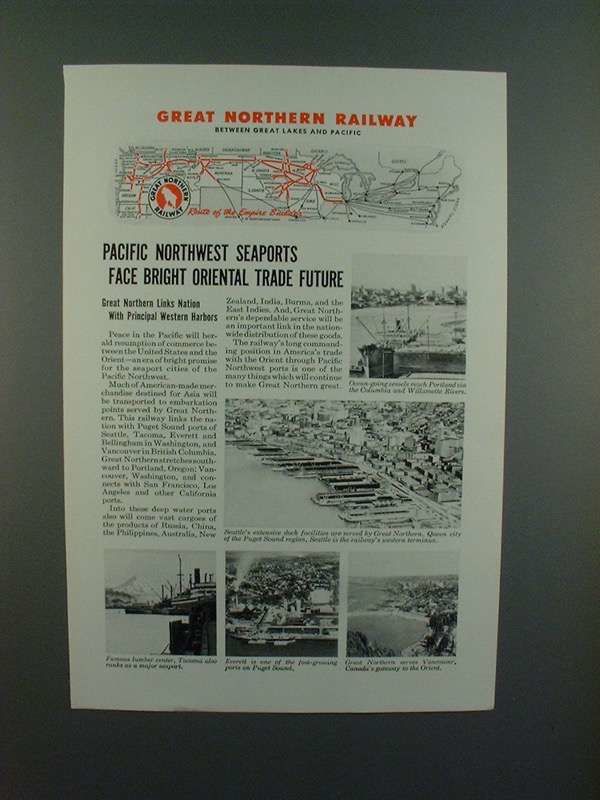 GREAT NORTHERN RAILWAY
BETWEEN GREAT LAKES AND PACIFIC
GREAT NORTHERN
RAILWAY
Route of the Empire Builder
PACIFIC NORTHWEST SEAPORTS
FACE BRIGHT ORIENTAL TRADE FUTURE
Great Northern Links Nation
With Principal Western Harbors
Peace in the Pacific will her-
ald resumption of commerce be-
tween the United States and the
Orient—an era of bright promise
for the seaport cities of the
Pacific Northwest.
Much of American-made mer-
chandise destined for Asia will
be transported to embarkation
points served by Great North-
ern. This railway links the na-
tion with Puget Sound ports of
Seattle, Tacoma, Everett and
Bellingham in Washington, and
Vancouver in British Columbia.
Great Northern stretches south-
ward to Portland, Oregon; Van-
couver, Washington, and con-
nects with San Francisco, Los
Angeles and other California
ports.
Into these deep water ports
also will come vast cargoes of
the products of Russia, China,
the Philippines, Australia, New
Zealand, India, Burma, and the
East Indies. And, Great North-
ern's dependable service will be
an important link in the nation-
wide distribution of these goods.
The railway's long command-
ing position in America's trade
with the Orient through Pacific
Northwest ports is one of the
many things which will continue
to make Great Northern great.
Ocean-going vessels reach Portland via
the Columbia and Willamette Rivers.
Seattle's extensive dock facilities are served by Great Northern. Queen city
of the Puget Sound region, Seattle is the railway's western terminus.
Famous lumber center, Tacoma also
ranks as a major seaport.
Everett is one of the fast-growing
ports on Puget Sound.
Great Northern serves Vancouver,
Canada's gateway to the Orient.